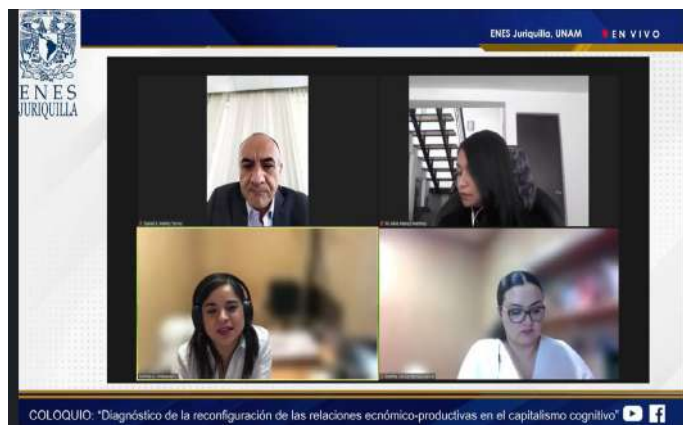 ENES Juriquilla, UNAM EN VIVO
ENES
JURIQUILLA
COLOQUIO: "Diagnóstico de la reconfiguración de las relaciones ecnómico-productivas en el capitalismo cognitivo"